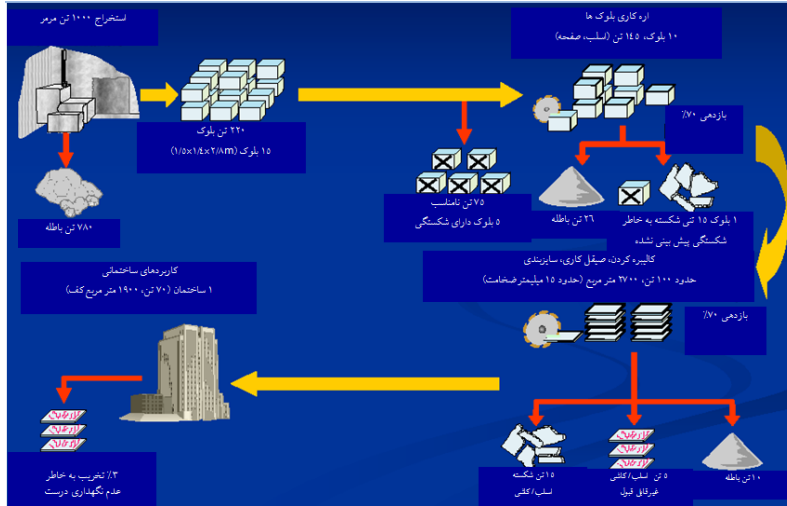 استخراج ۱۰۰۰ تن مرمر
۷۸۰ تن باطله
۲۲۰ تن بلوک
۱۵ بلوک (۱/۵×۱/٤×۲/۸m)
۷۵ تن نامناسب
۵ بلوک دارای شکستگی
اره کاری بلوک ها
۱۰ بلوک، ۱٤۵ تن (اسلب، صفحه)
بازدهی ۷۰٪
۲۶ تن باطله
۱ بلوک ۱۵ تنی شکسته به خاطر
شکستگی پیش بینی نشده
کالیبره کردن، صیقل کاری، سایزبندی
حدود ۱۰۰ تن، ۲۷۰۰ متر مربع (حدود ۱۵ میلیمتر ضخامت)
بازدهی ۷۰٪
۱۰ تن باطله
۵ تن اسلب/کاشی
غیرقابل قبول
۱۵ تن شکسته
اسلب/کاشی
کاربردهای ساختمانی
۱ ساختمان (۷۰ تن، ۱۹۰۰ متر مربع کف)
۳٪ تخریب به خاطر
عدم نگهداری درست